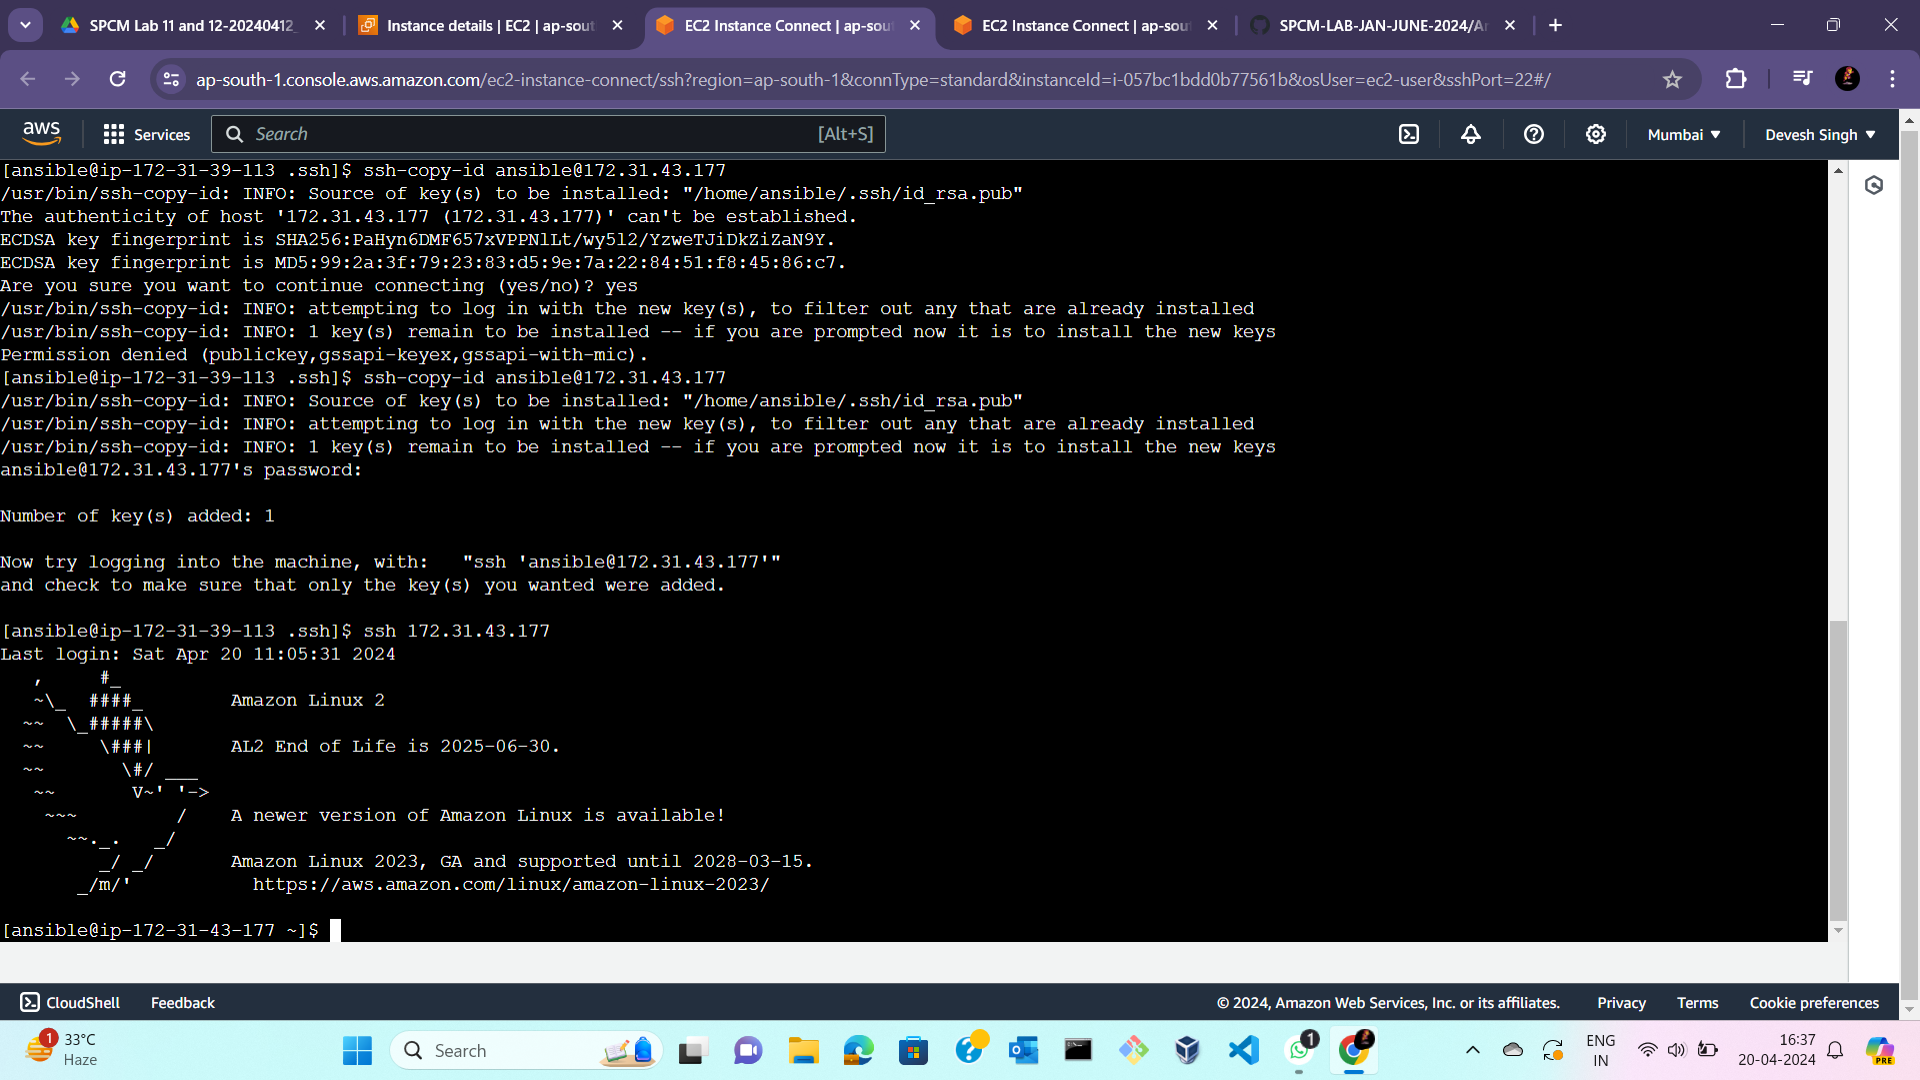 SPCM Lab 11 and 12-20240412_
Instance details | EC2 | ap-sout
EC2 Instance Connect | ap-sout
EC2 Instance Connect | ap-sout
SPCM-LAB-JAN-JUNE-2024/An
ap-south-1.console.aws.amazon.com/ec2-instance-connect/ssh?region=ap-south-1&connType=standard&instanceId=i-057bc1bdd0b77561b&osUser=ec2-user&sshPort=22#/
aws
Services
Search
[Alt+S]
Mumbai
Devesh Singh
[ansible@ip-172-31-39-113 .ssh]$ ssh-copy-id ansible@172.31.43.177
/usr/bin/ssh-copy-id: INFO: Source of key(s) to be installed: "/home/ansible/.ssh/id_rsa.pub"
The authenticity of host '172.31.43.177 (172.31.43.177)' can't be established.
ECDSA key fingerprint is SHA256:PaHyn6DMF657xVPPNlLt/wy5l2/YzweTJiDkZiZaN9Y.
ECDSA key fingerprint is MD5:99:2a:3f:79:23:83:d5:9e:7a:22:84:51:f8:45:86:c7.
Are you sure you want to continue connecting (yes/no)? yes
/usr/bin/ssh-copy-id: INFO: attempting to log in with the new key(s), to filter out any that are already installed
/usr/bin/ssh-copy-id: INFO: 1 key(s) remain to be installed -- if you are prompted now it is to install the new keys
Permission denied (publickey,gssapi-keyex,gssapi-with-mic).
[ansible@ip-172-31-39-113 .ssh]$ ssh-copy-id ansible@172.31.43.177
/usr/bin/ssh-copy-id: INFO: Source of key(s) to be installed: "/home/ansible/.ssh/id_rsa.pub"
/usr/bin/ssh-copy-id: INFO: attempting to log in with the new key(s), to filter out any that are already installed
/usr/bin/ssh-copy-id: INFO: 1 key(s) remain to be installed -- if you are prompted now it is to install the new keys
ansible@172.31.43.177's password:
Number of key(s) added: 1
Now try logging into the machine, with:   "ssh 'ansible@172.31.43.177'"
and check to make sure that only the key(s) you wanted were added.
[ansible@ip-172-31-39-113 .ssh]$ ssh 172.31.43.177
Last login: Sat Apr 20 11:05:31 2024
   ,     #_
   ~\_  ####_        Amazon Linux 2
  ~~  \_#####\
  ~~     \###|       AL2 End of Life is 2025-06-30.
  ~~       \#/ ___
   ~~       V~' '->
    ~~~         /    A newer version of Amazon Linux is available!
      ~~._.   _/
         _/ _/       Amazon Linux 2023, GA and supported until 2028-03-15.
       _/m/'           https://aws.amazon.com/linux/amazon-linux-2023/
[ansible@ip-172-31-43-177 ~]$
CloudShell
Feedback
© 2024, Amazon Web Services, Inc. or its affiliates.
Privacy
Terms
Cookie preferences
1
33°C
Haze
Search
1
ENG
IN
16:37
20-04-2024
PRE